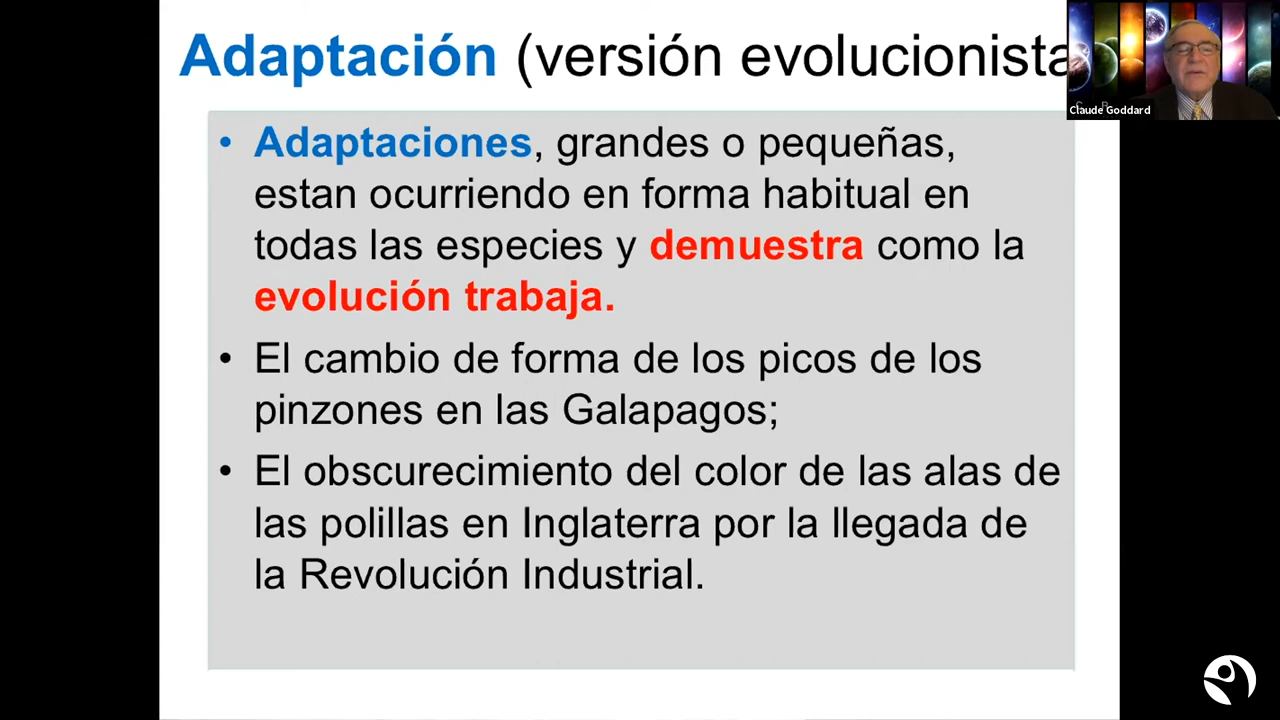 Adaptación (versión evolucionista
Claude Goddard
• Adaptaciones, grandes o pequeñas,
estan ocurriendo en forma habitual en
todas las especies y demuestra como la
evolución trabaja.
• El cambio de forma de los picos de los
pinzones en las Galapagos;
• El obscurecimiento del color de las alas de
las polillas en Inglaterra por la llegada de
la Revolución Industrial.